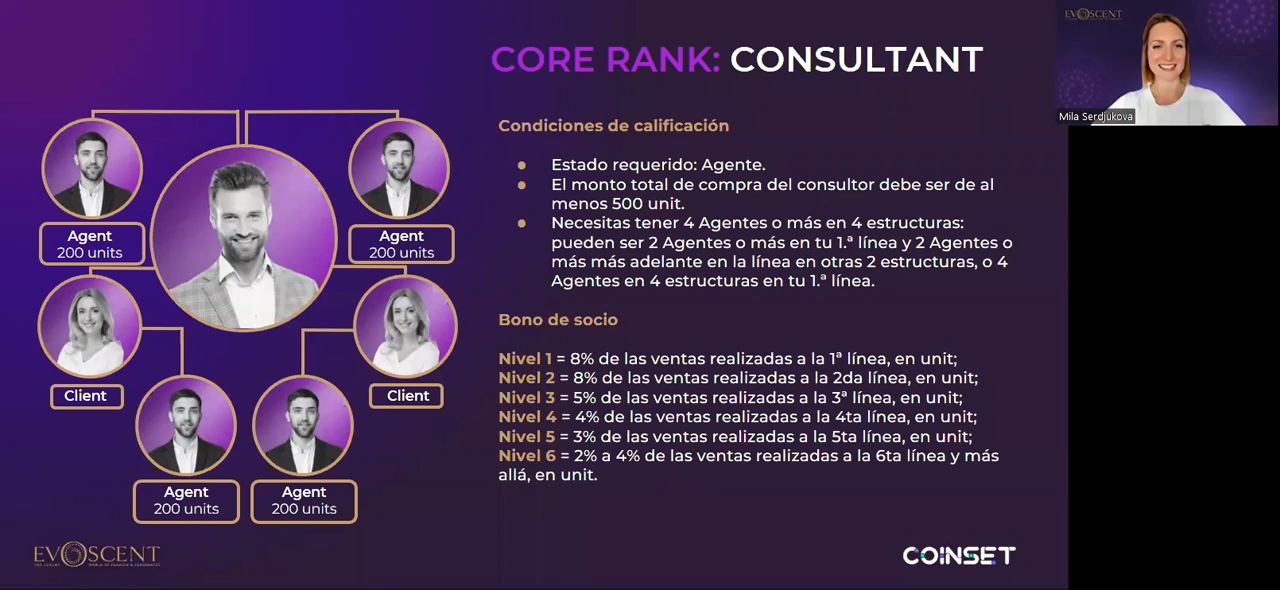 CORE RANK: CONSULTANT
Condiciones de calificación
Estado requerido: Agente.
El monto total de compra del consultor debe ser de al
menos 500 unit.
Necesitas tener 4 Agentes o más en 4 estructuras:
pueden ser 2 Agentes o más en tu 1.ª línea y 2 Agentes o
más más adelante en la línea en otras 2 estructuras, o 4
Agentes en 4 estructuras en tu 1.ª línea.
Bono de socio
Nivel 1 = 8% de las ventas realizadas a la 1ª línea, en unit;
Nivel 2 = 8% de las ventas realizadas a la 2da línea, en unit;
Nivel 3 = 5% de las ventas realizadas a la 3ª línea, en unit;
Nivel 4 = 4% de las ventas realizadas a la 4ta línea, en unit;
Nivel 5 = 3% de las ventas realizadas a la 5ta línea, en unit;
Nivel 6 = 2% a 4% de las ventas realizadas a la 6ta línea y más
allá, en unit.
Agent
200 units
Agent
200 units
Client
Client
Agent
200 units
Agent
200 units
EVOSCENT
COINSET
EVOSCENT
Mila Serdjukova